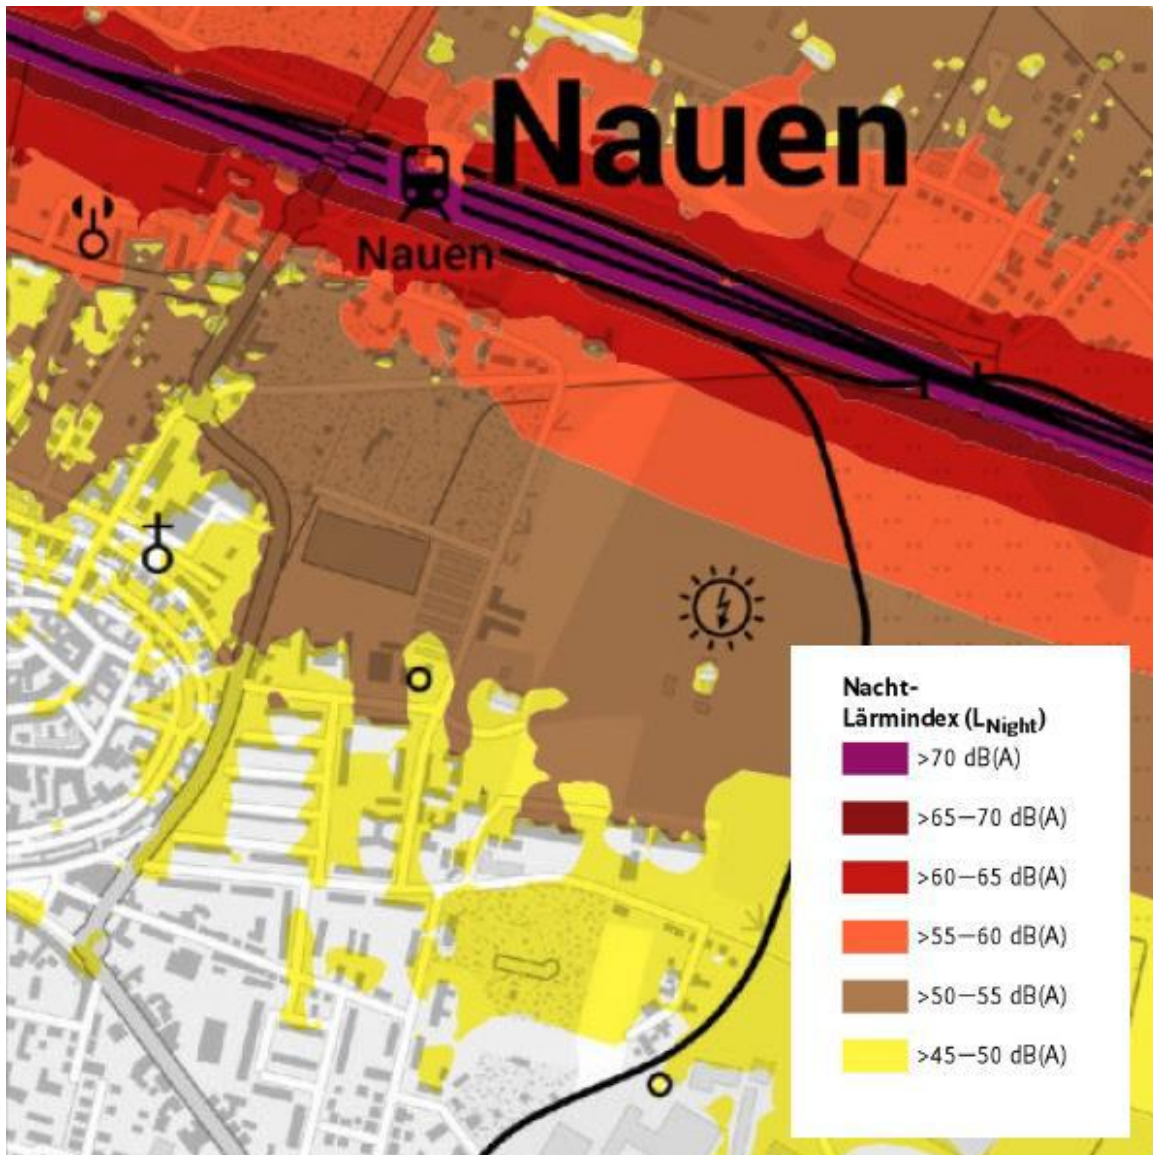 Nauen
Nauen
Nacht-
Lärmindex (LNight)
>70 dB(A)
>65–70 dB(A)
>60–65 dB(A)
>55–60 dB(A)
>50–55 dB(A)
>45–50 dB(A)